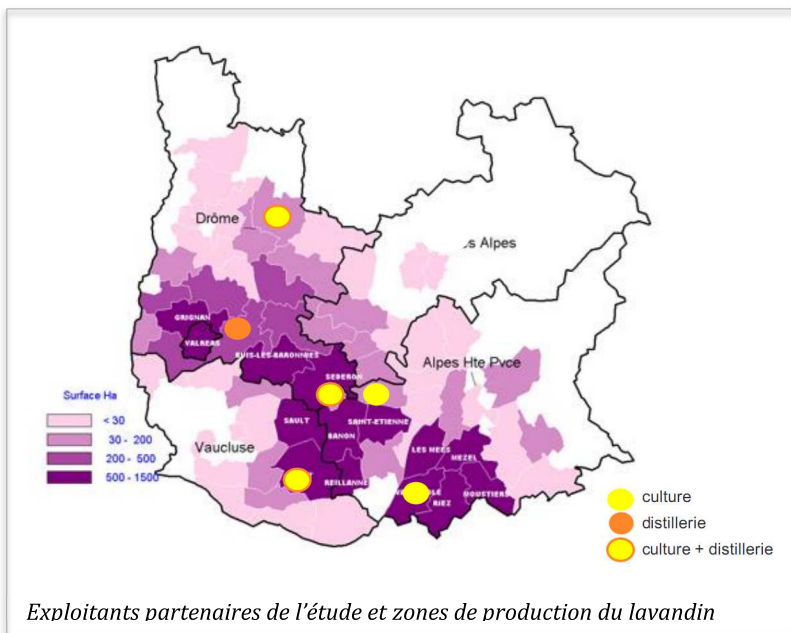 Drôme
s Alpes
GRIGNAN
VALREAS
BUIS-LES-BARONNIES
Alpes Hte Pvce
SEDERON
Surface Ha
< 30
30 - 200
200 - 500
500 - 1500
SAULT
SAINT-ETIENNE
BANON
Vaucluse
LES MEES
MEZEL
REILLANNE
MOUSTIERS
RIEZ
culture
distillerie
culture + distillerie
Exploitants partenaires de l'étude et zones de production du lavandin